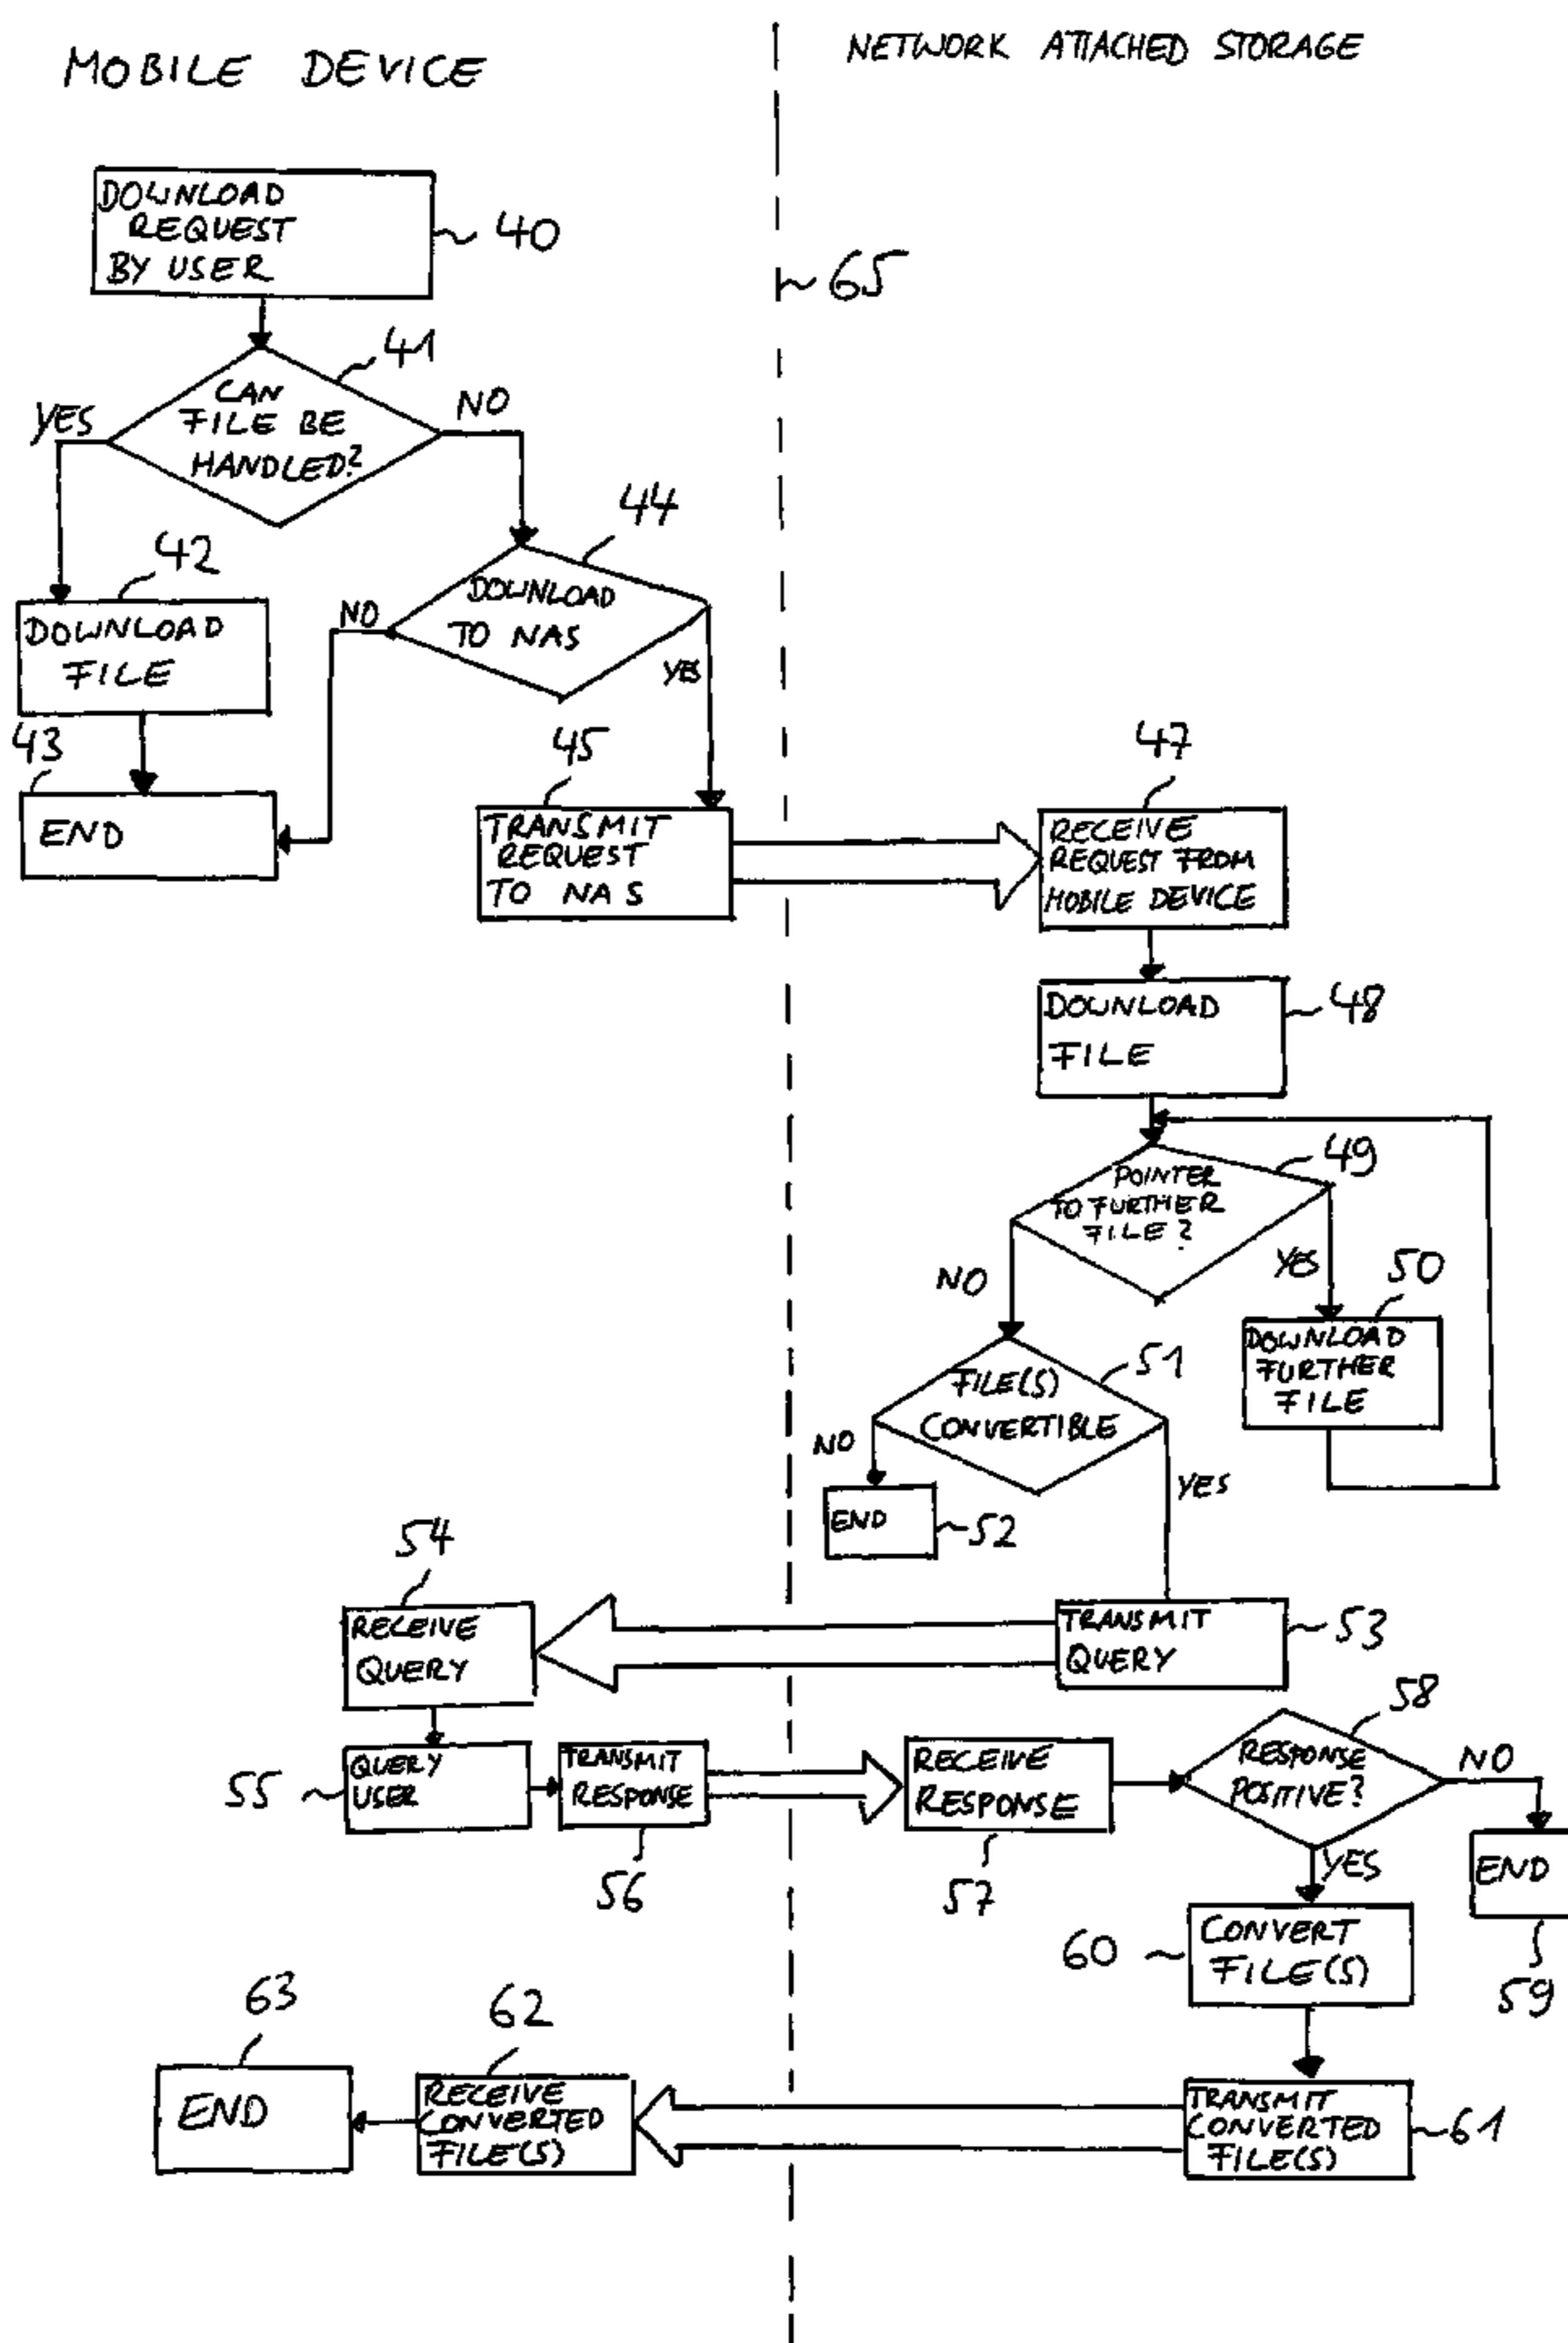 MOBILE DEVICE
NETWORK ATTACHED STORAGE
DOWNLOAD
REQUEST
BY USER
40
65
41
CAN
FILE BE
HANDLED?
YES
NO
42
44
DOWNLOAD
FILE
DOWNLOAD
TO NAS
NO
YES
43
END
45
TRANSMIT
REQUEST
TO NAS
47
RECEIVE
REQUEST FROM
MOBILE DEVICE
DOWNLOAD
FILE
48
49
POINTER
TO FURTHER
FILE?
NO
YES
50
DOWNLOAD
FURTHER
FILE
51
FILE(S)
CONVERTIBLE
NO
YES
END
52
54
RECEIVE
QUERY
TRANSMIT
QUERY
53
55
QUERY
USER
TRANSMIT
RESPONSE
56
RECEIVE
RESPONSE
57
58
RESPONSE
POSITIVE?
NO
YES
END
59
60
CONVERT
FILE(S)
63
END
62
RECEIVE
CONVERTED
FILE(S)
TRANSMIT
CONVERTED
FILE(S)
61